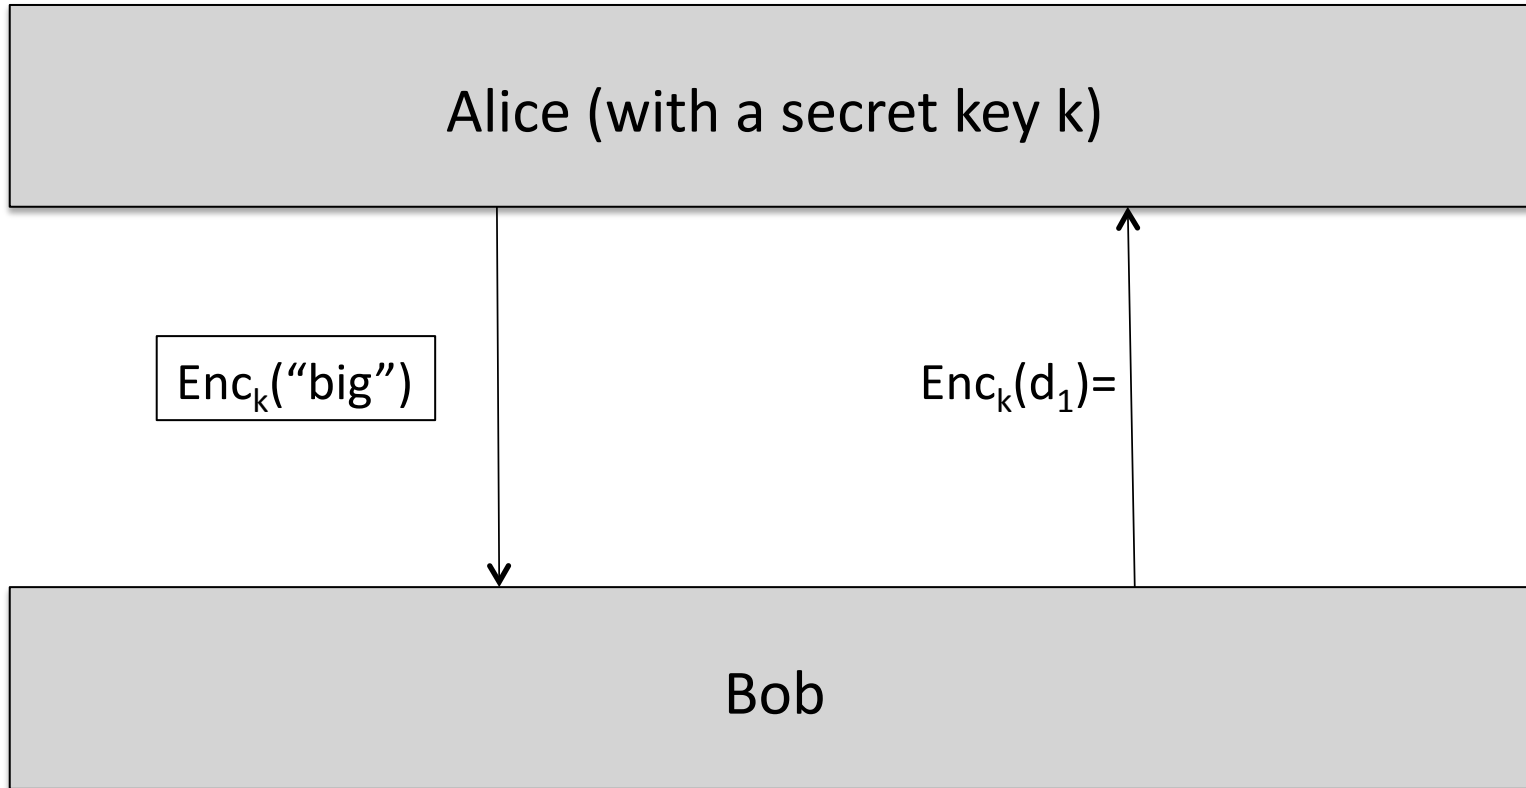 Alice (with a secret key k)
Encₖ(“big”)
Encₖ(d₁)=
Bob